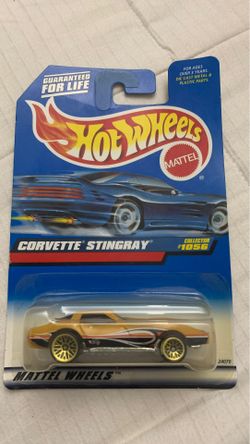 GUARANTEED
FOR LIFE
FOR AGES
OVER 3 YEARS.
DIE CAST METAL &
PLASTIC PARTS.
HOT WHEELS
MATTEL
CORVETTE STINGRAY
COLLECTOR
#1056
MATTEL WHEELS